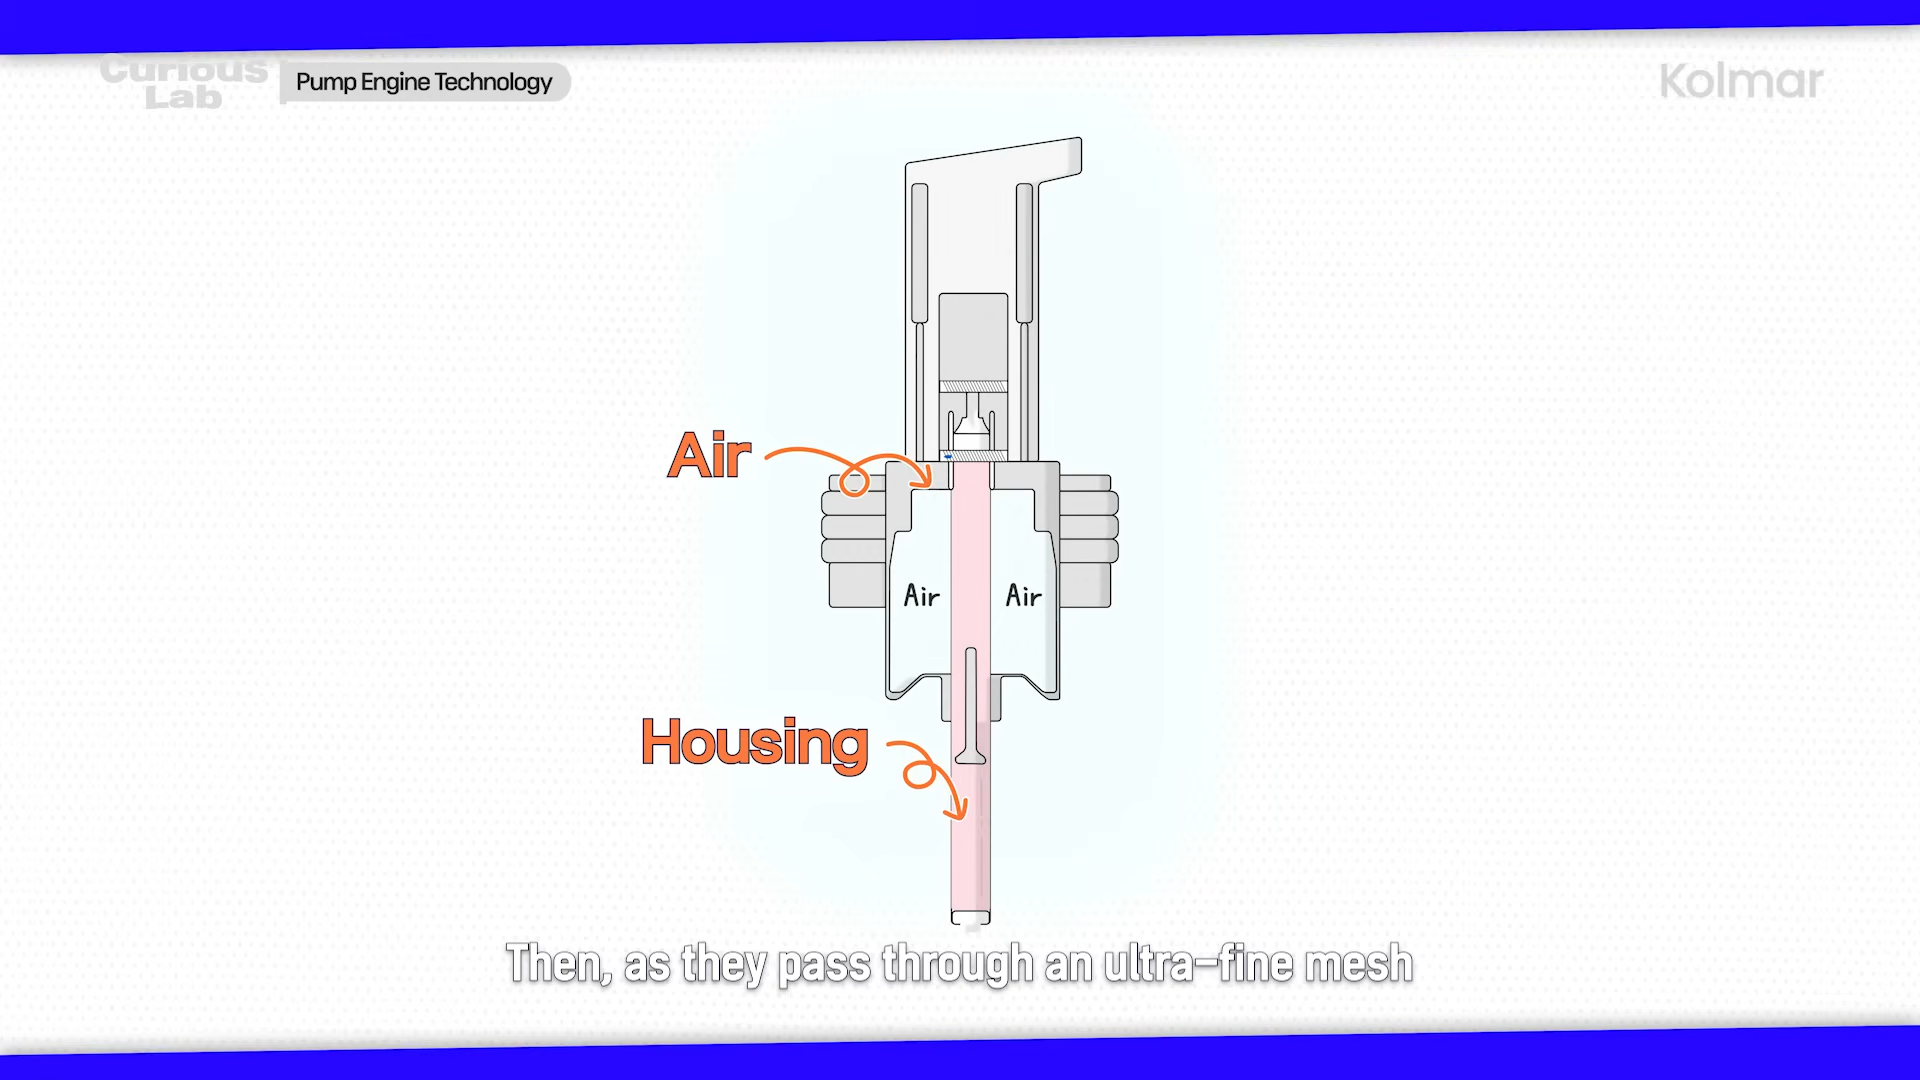 Curious
Lab
Pump Engine Technology
Kolmar
Air
Air
Air
Housing
Then, as they pass through an ultra-fine mesh